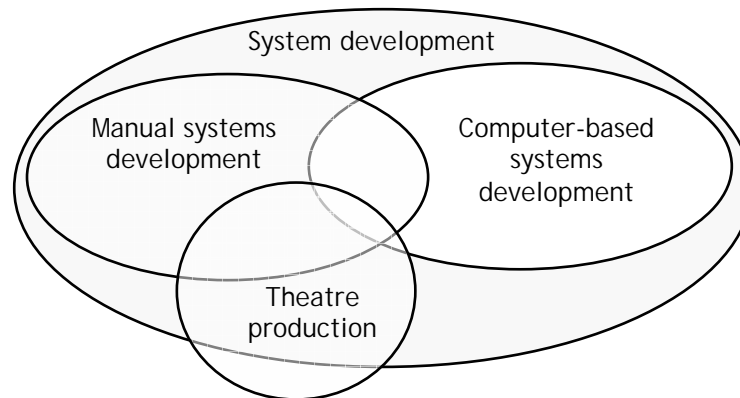 System development
Manual systems
development
Computer-based
systems
development
Theatre
production